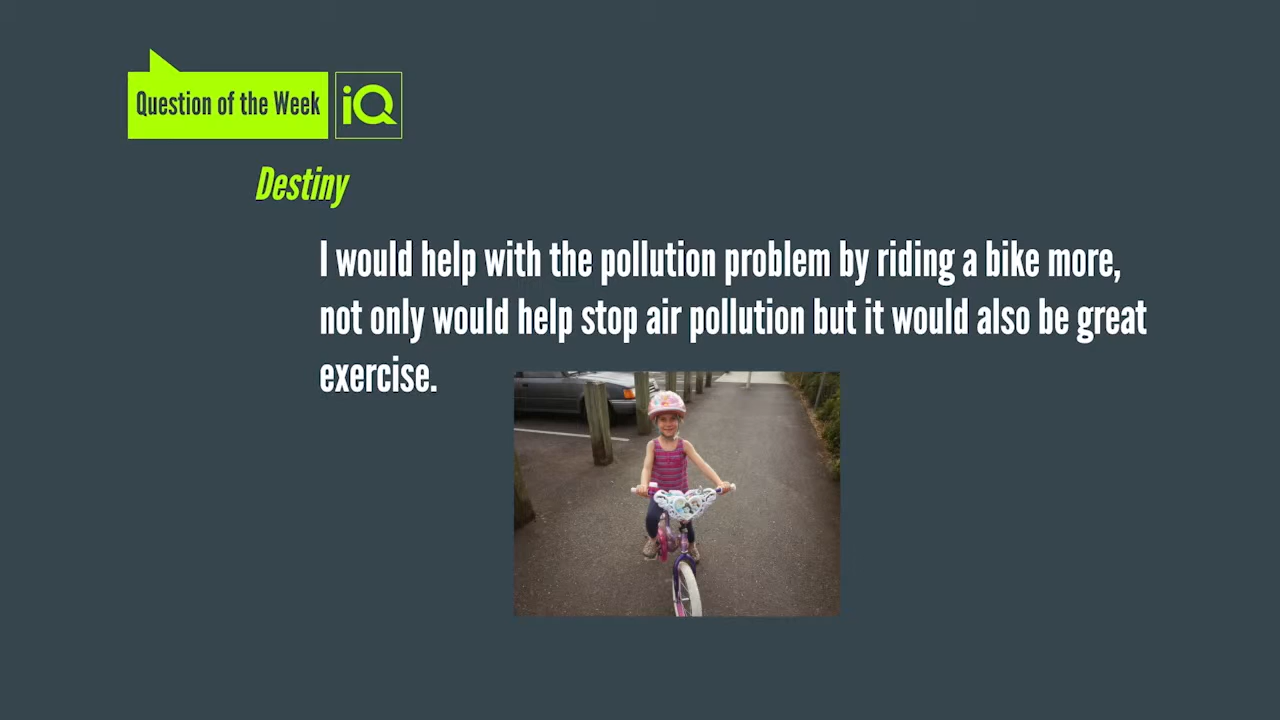 Question of the Week iQ
Destiny
I would help with the pollution problem by riding a bike more,
not only would help stop air pollution but it would also be great
exercise.